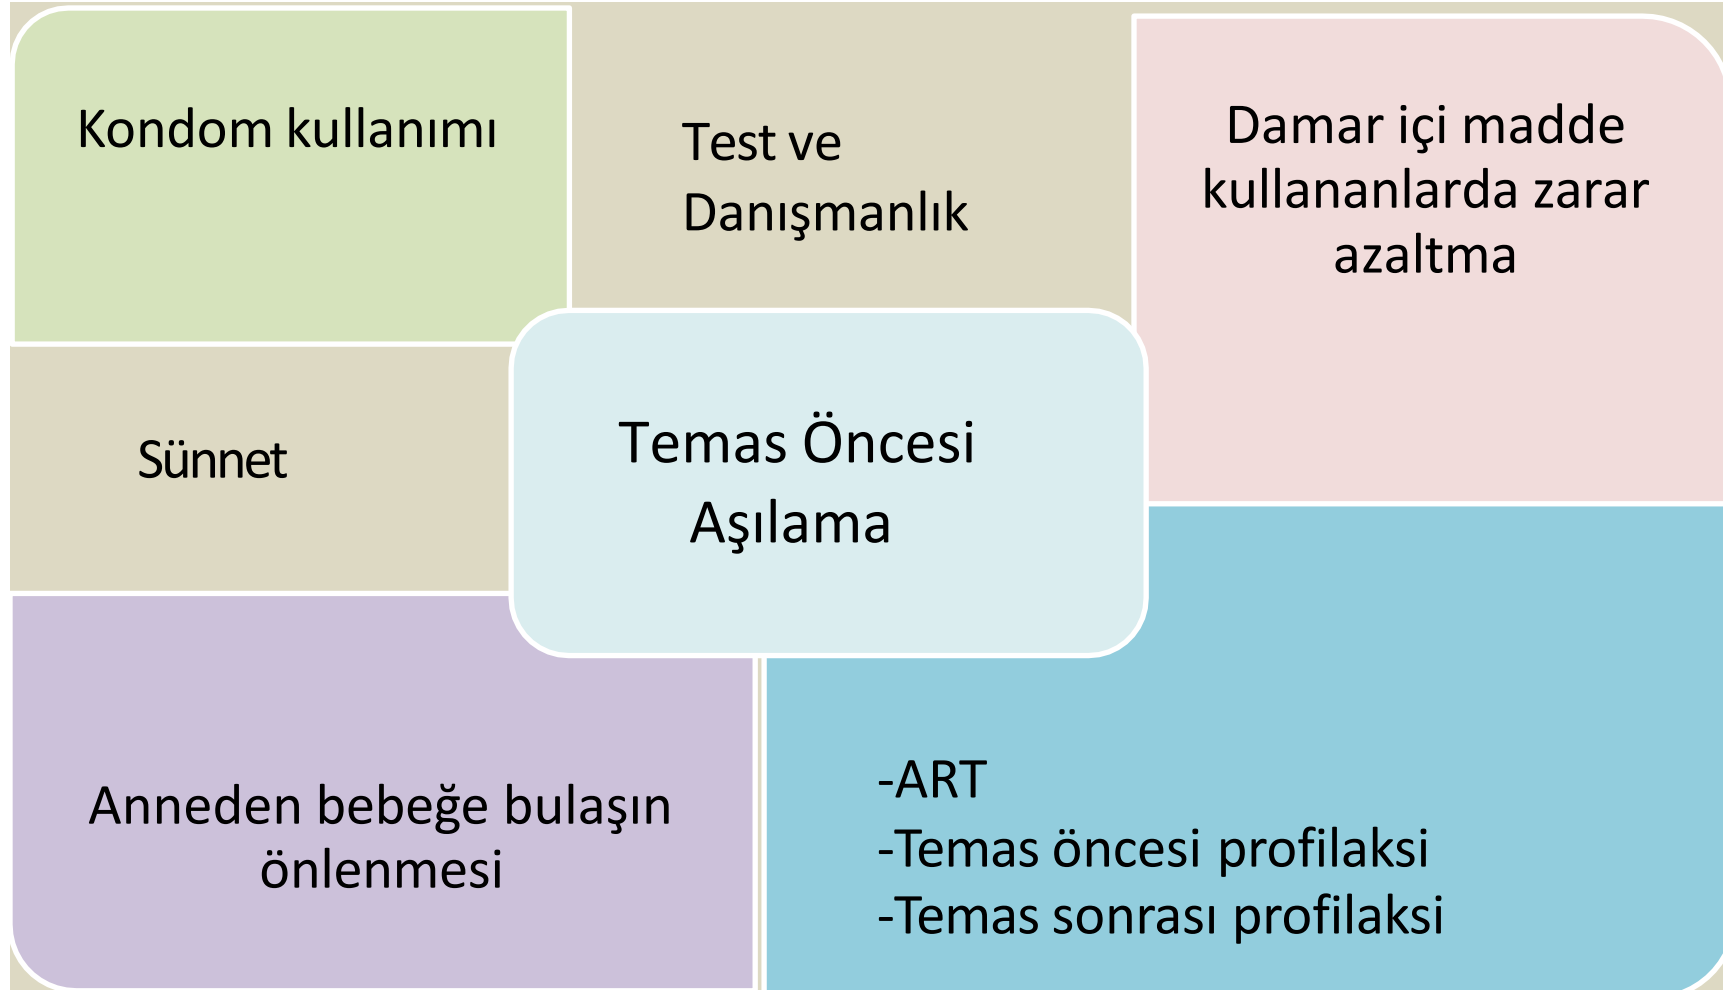 Kondom kullanımı
Test ve
Danışmanlık
Damar içi madde
kullananlarda zarar
azaltma
Sünnet
Temas Öncesi
Aşılama
Anneden bebeğe bulaşın
önlenmesi
-ART
-Temas öncesi profilaksi
-Temas sonrası profilaksi